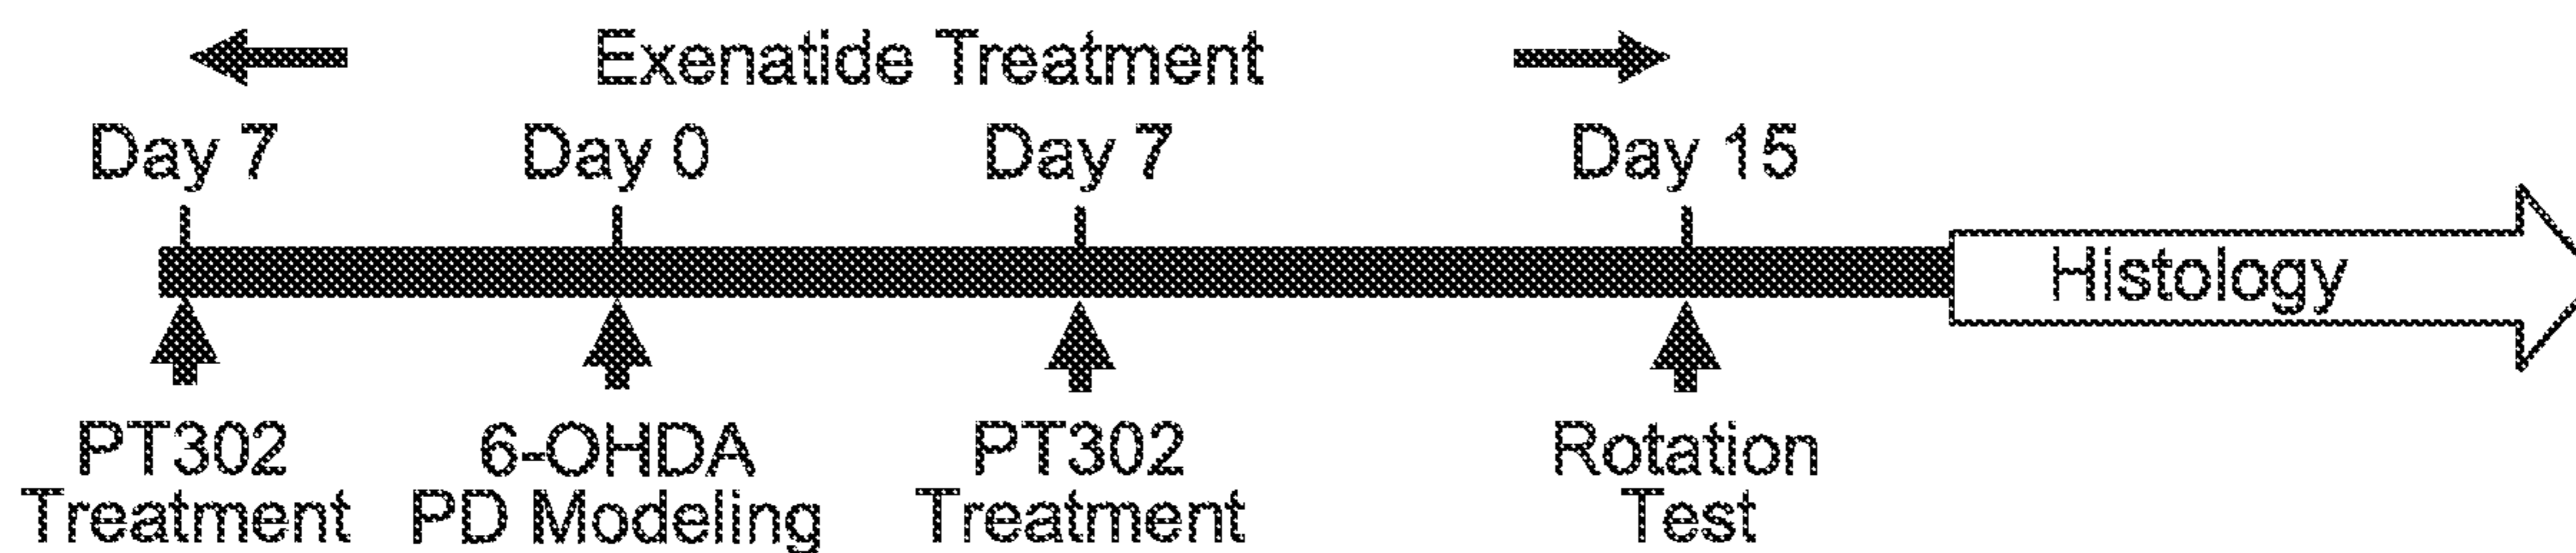 Exenatide Treatment
Day 7 Day 0 Day 7 Day 15
Histology
PT302 6-OHDA PT302 Rotation
Treatment PD Modeling Treatment Test